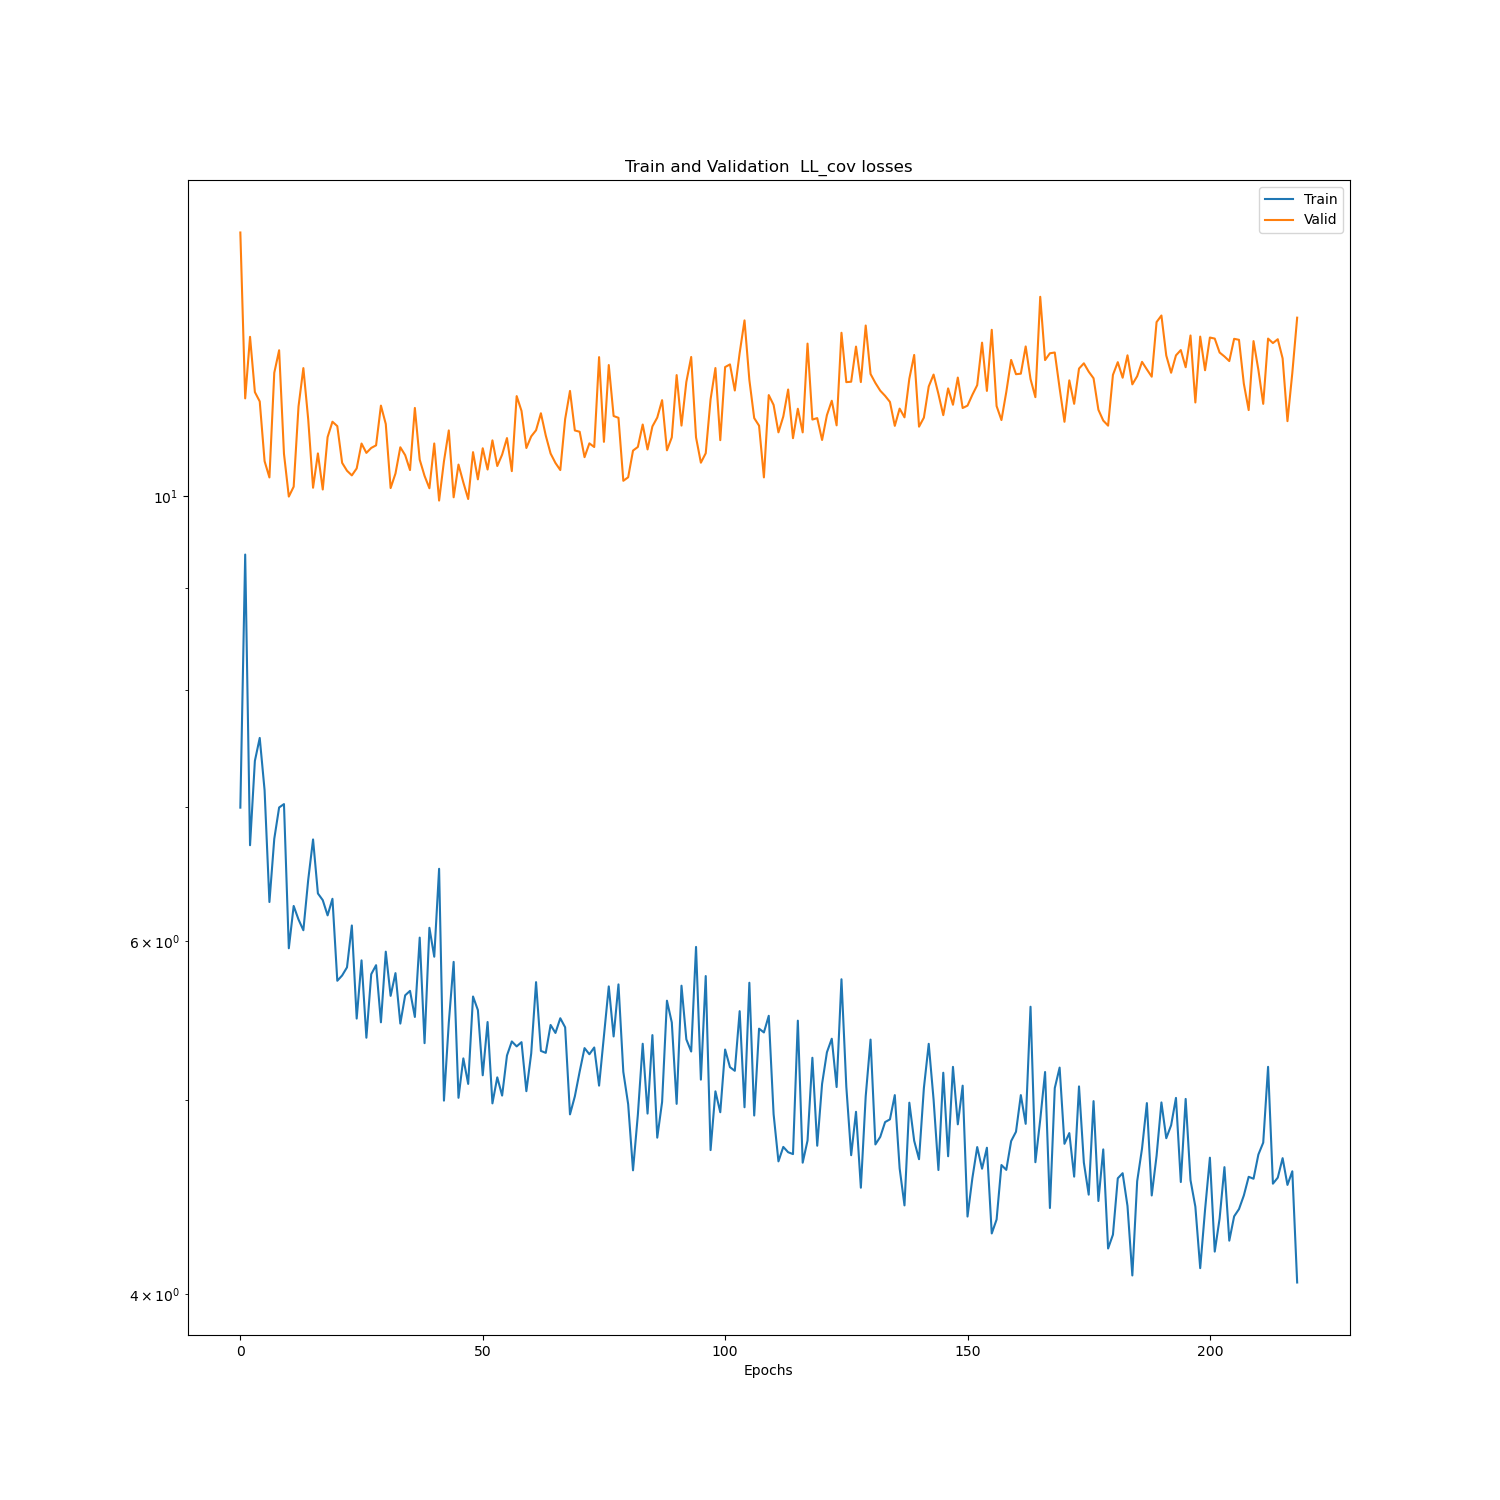 Train and Validation  LL_cov losses
Train
Valid
10¹
6 × 10⁰
4 × 10⁰
0 50 100 150 200
Epochs